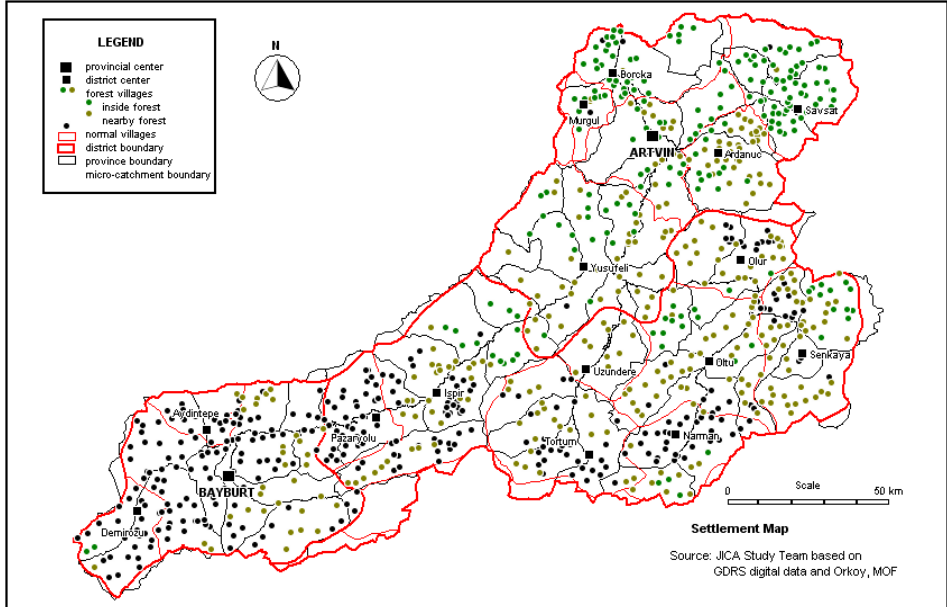 LEGEND
provincial center
district center
forest villages
inside forest
nearby forest
normal villages
district boundary
province boundary
micro-catchment boundary
N
Borcka
Murgul
Savsat
ARTVIN
Ardanuc
Yusufeli
Olur
Uzundere
Oltu
Senkaya
Ispir
Aydintepe
Pazaryolu
Tortum
Narman
BAYBURT
Demirozu
0 Scale 50 km
Settlement Map
Source: JICA Study Team based on
GDRS digital data and Orkoy, MOF